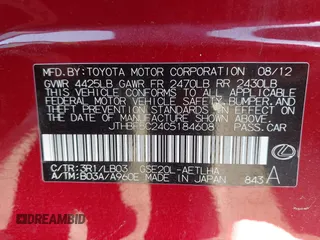 MFD.BY: TOYOTA MOTOR CORPORATION 08/12
GVWR 4425LB GAWR FR 2470LB RR 2430LB
THIS VEHICLE CONFORMS TO ALL APPLICABLE
FEDERAL MOTOR VEHICLE SAFETY, BUMPER, AND
THEFT PREVENTION STANDARDS IN EFFECT ON
THE DATE OF MANUFACTURE SHOWN ABOVE.
JTHBF5C24C5184608 PASS.CAR
C/TR: 3R1/LB03 GSE20L-AETLHA
A/TM: B03A/A960E MADE IN JAPAN 843 A
DREAMBID